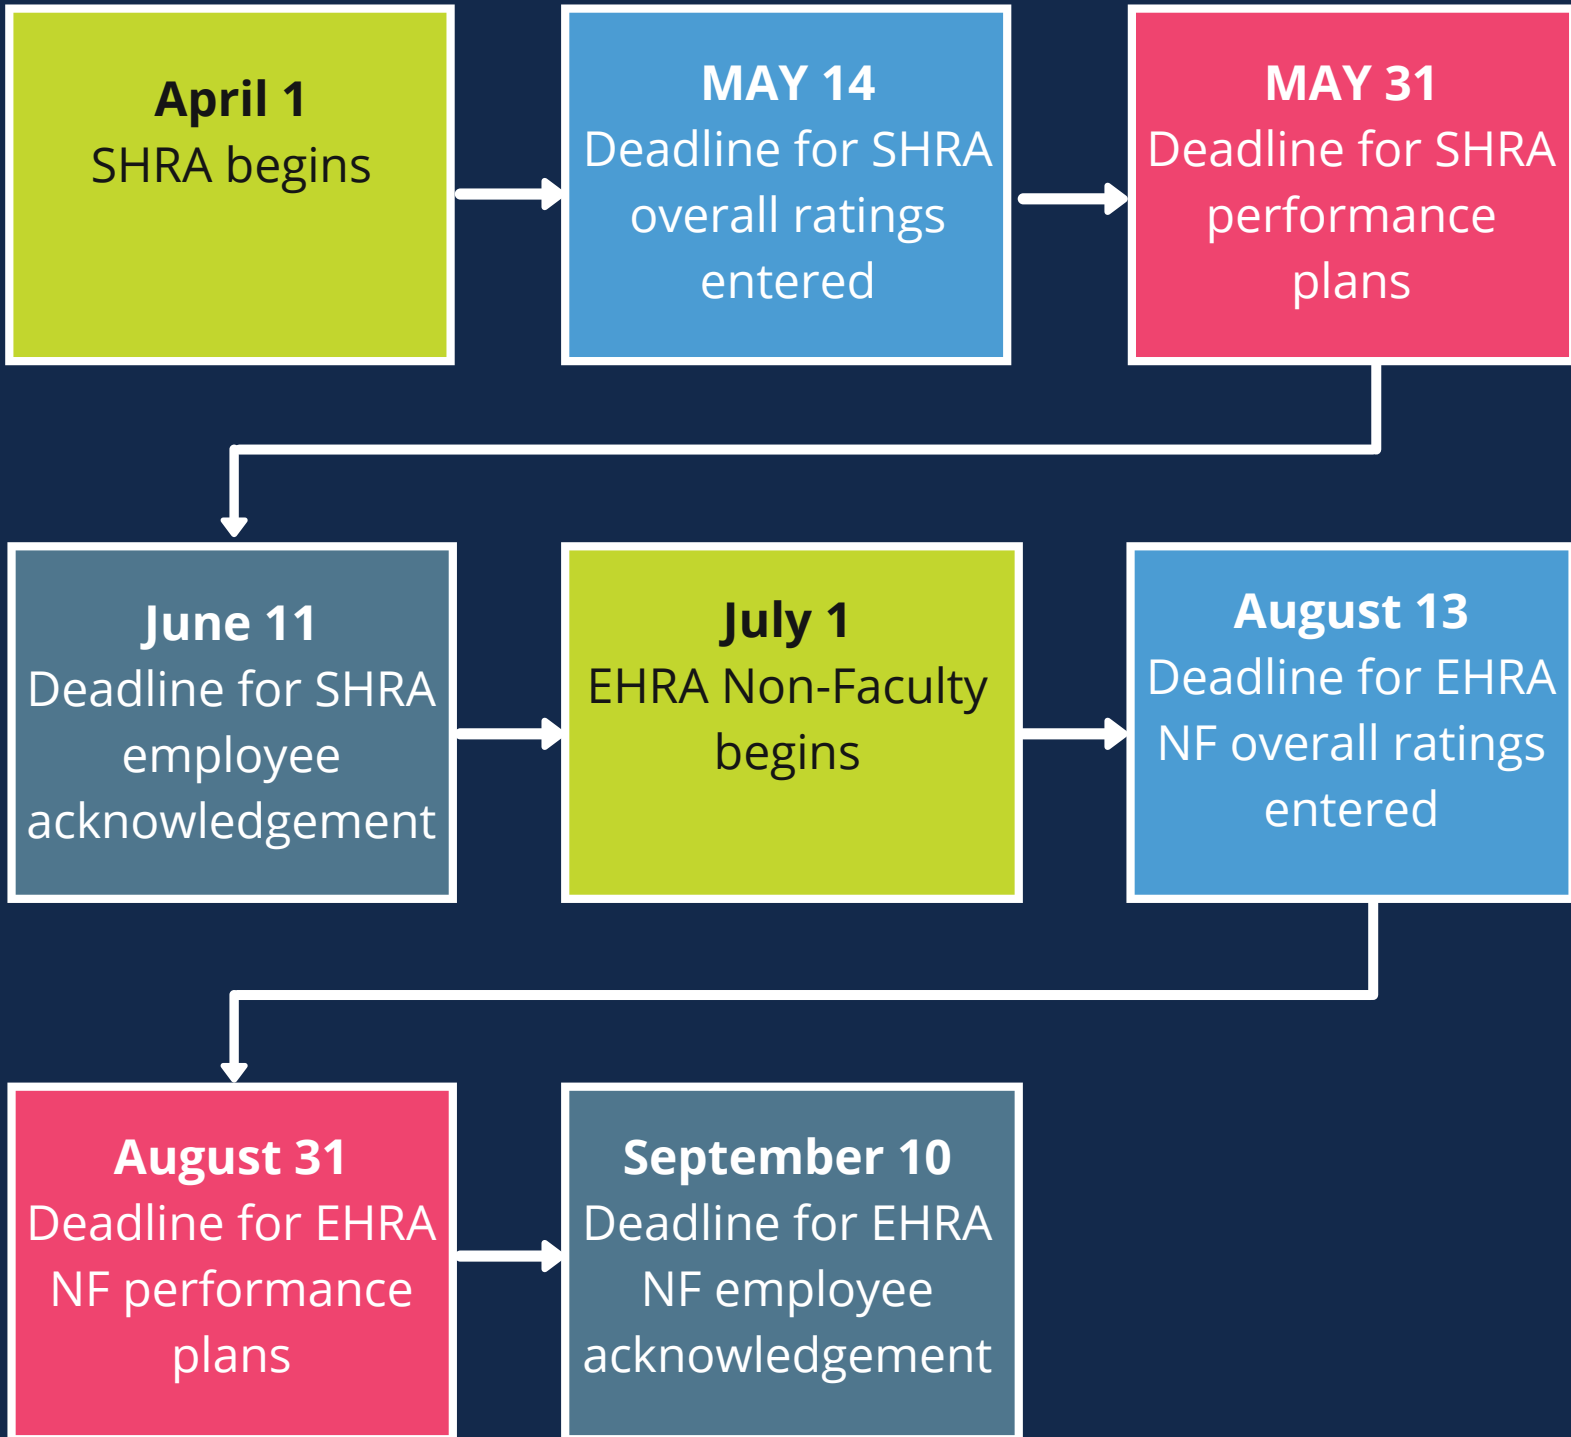 April 1
SHRA begins
MAY 14
Deadline for SHRA
overall ratings
entered
MAY 31
Deadline for SHRA
performance
plans
June 11
Deadline for SHRA
employee
acknowledgement
July 1
EHRA Non-Faculty
begins
August 13
Deadline for EHRA
NF overall ratings
entered
August 31
Deadline for EHRA
NF performance
plans
September 10
Deadline for EHRA
NF employee
acknowledgement